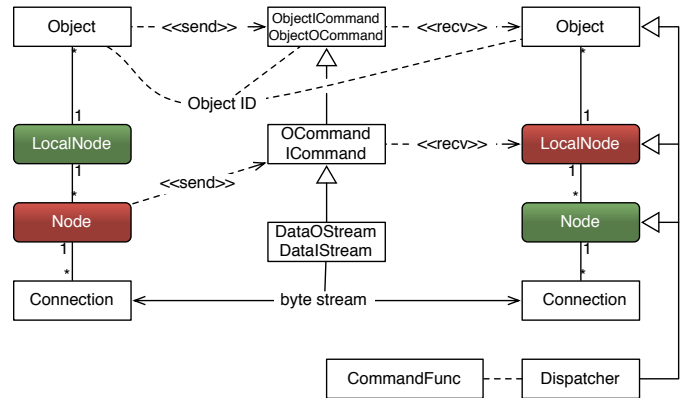 Object
<<send>>
ObjectICommand
ObjectOCommand
<<recv>>
Object
*
*
Object ID
1
1
LocalNode
OCommand
ICommand
<<recv>>
LocalNode
1
1
<<send>>
*
*
Node
Node
DataOStream
DataIStream
1
1
*
*
Connection
byte stream
Connection
CommandFunc
Dispatcher